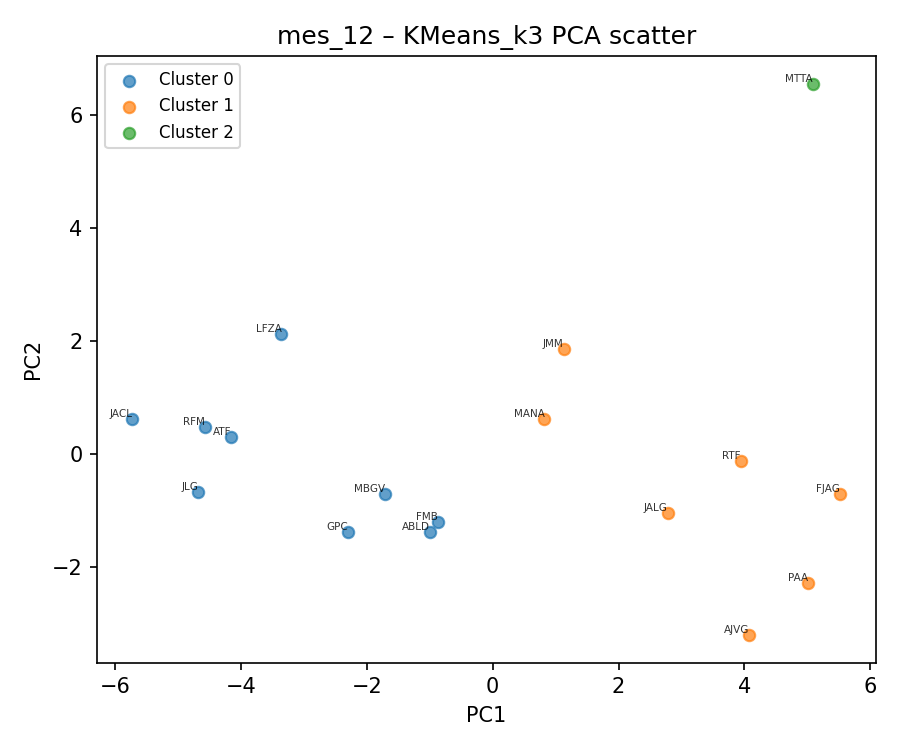 mes_12 – KMeans_k3 PCA scatter
Cluster 0
Cluster 1
Cluster 2
MTTA
6
4
LFZA
JMM
2
JACL
MANA
RFM
ATF
RTF
0
JLG
MBGV
FJAG
JALG
FMB
GPC
ABLD
−2
PAA
AJVG
−6
−4
−2
0
2
4
6
PC1
PC2